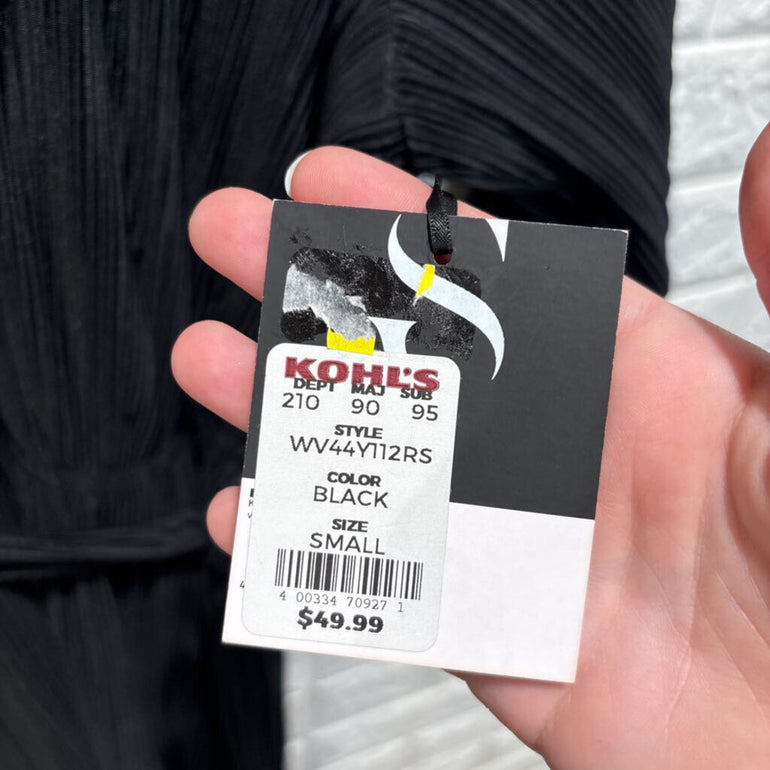 KOHL'S
DEPT MAJ SUB
210 90 95
STYLE
WV44Y112RS
COLOR
BLACK
SIZE
SMALL
4 00334 70927 1
$49.99